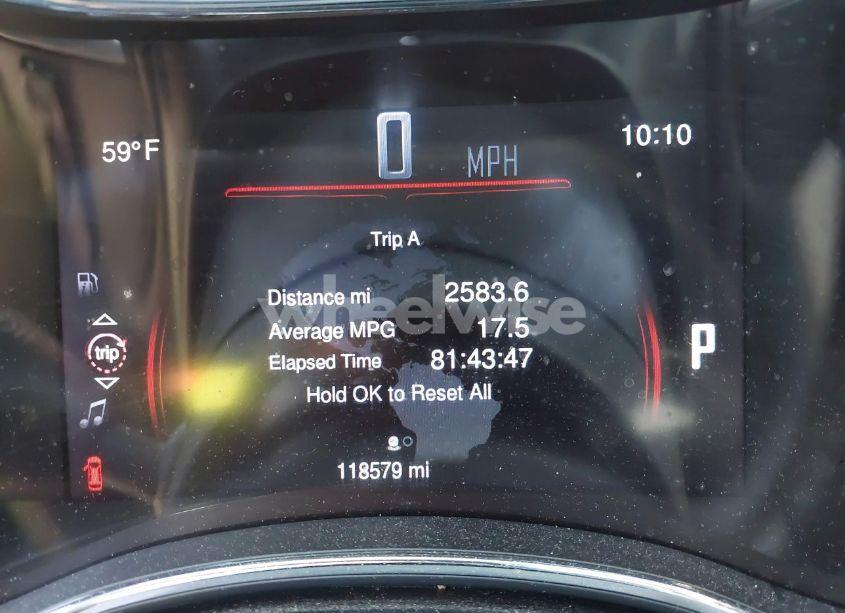 59°F
0 MPH
10:10
Trip A
Distance mi 2583.6
wheelwise
Average MPG 17.5
Elapsed Time 81:43:47
Hold OK to Reset All
trip
P
118579 mi